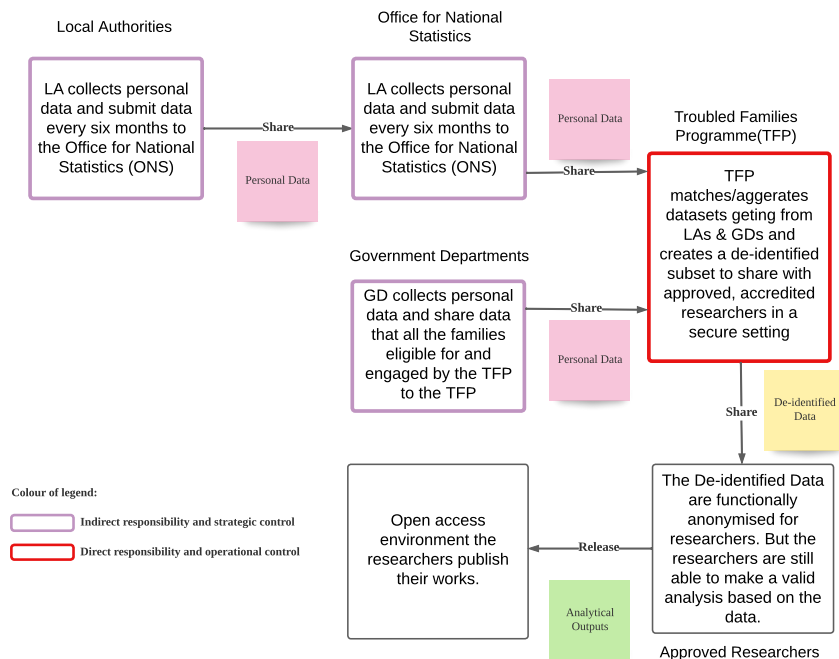 Local Authorities
LA collects personal
data and submit data
every six months to
the Office for National
Statistics (ONS)
Share
Personal Data
Office for National
Statistics
LA collects personal
data and submit data
every six months to
the Office for National
Statistics (ONS)
Personal Data
Share
Troubled Families
Programme(TFP)
TFP
matches/aggerates
datasets geting from
LAs & GDs and
creates a de-identified
subset to share with
approved, accredited
researchers in a
secure setting
Government Departments
GD collects personal
data and share data
that all the families
eligible for and
engaged by the TFP
to the TFP
Share
Personal Data
Share
De-identified
Data
The De-identified Data
are functionally
anonymised for
researchers. But the
researchers are still
able to make a valid
analysis based on the
data.
Approved Researchers
Release
Analytical
Outputs
Open access
environment the
researchers publish
their works.
Colour of legend:
Indirect responsibility and strategic control
Direct responsibility and operational control